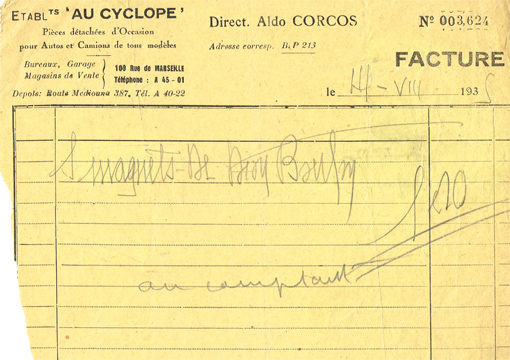 ETABLTS "AU CYCLOPE"
Pièces détachées d'Occasion
pour Autos et Camions de tous modèles
Bureaux, Garage
Magasins de Vente
100 Rue de MARSEILLE
Téléphone : A 45-01
Depots: Route Mediouna 387, Tél. A 40-22
Direct. Aldo CORCOS
Adresse corresp. B.P 213
No 003,624
FACTURE
le VII 193
De Dion
au comptant